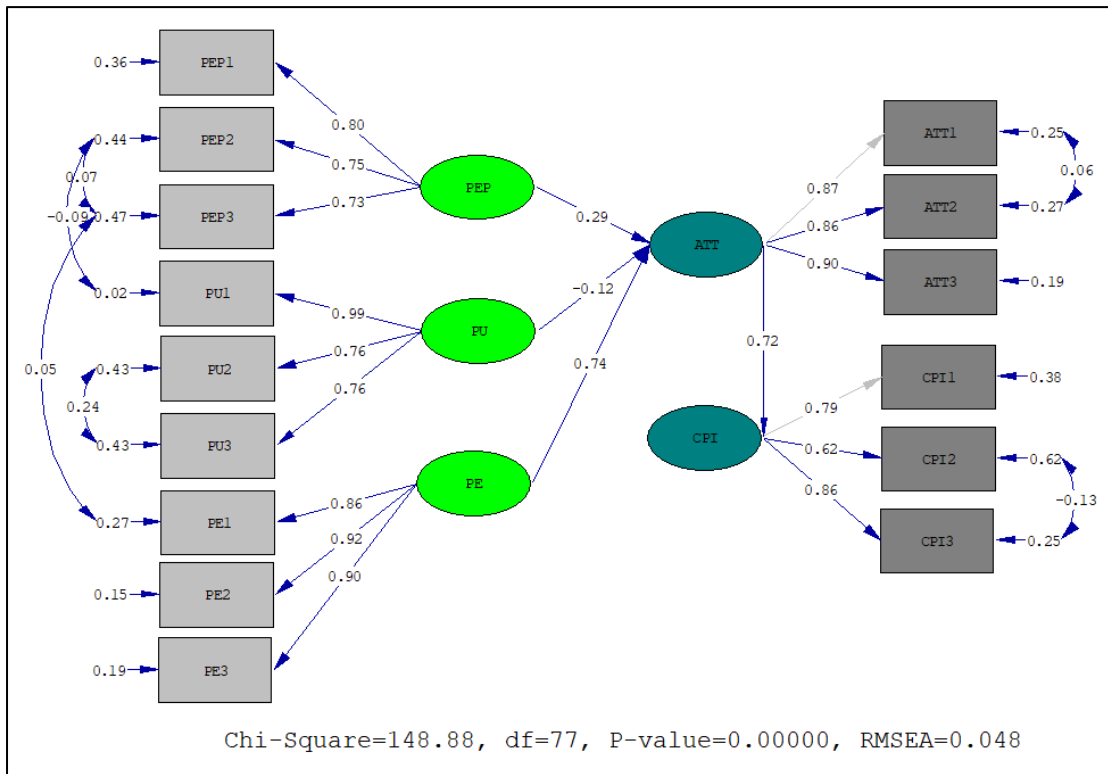 0.36 PEP1
0.44 PEP2
0.07
-0.09 0.47 PEP3
0.02 PU1
0.43 PU2
0.05
0.24
0.43 PU3
0.27 PE1
0.15 PE2
0.19 PE3
0.80
0.75
0.73
PEP
0.99
0.76
0.76
PU
0.86
0.92
0.90
PE
0.29
-0.12
0.74
ATT
0.72
CPI
0.87
0.86
0.90
ATT1 0.25
0.06
ATT2 0.27
ATT3 0.19
0.79
0.62
0.86
CPI1 0.38
CPI2 0.62
-0.13
CPI3 0.25
Chi-Square=148.88, df=77, P-value=0.00000, RMSEA=0.048